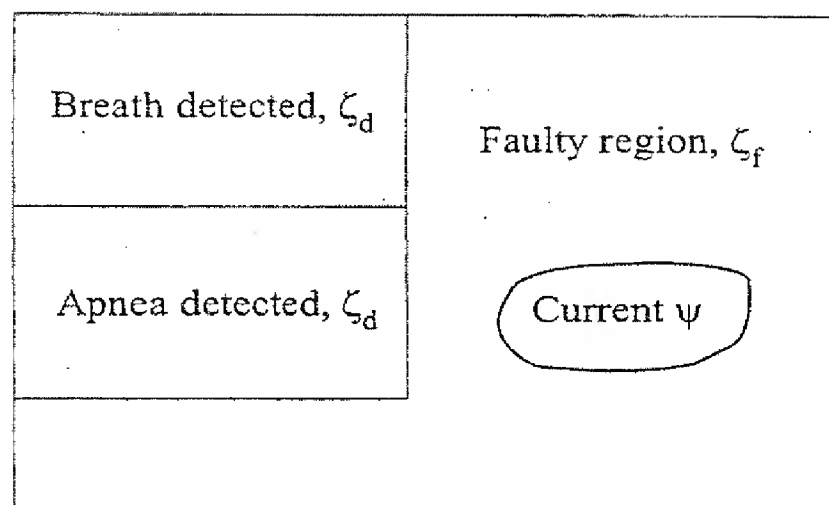 Breath detected, ζd
Faulty region, ζf
Apnea detected, ζd
Current ψ